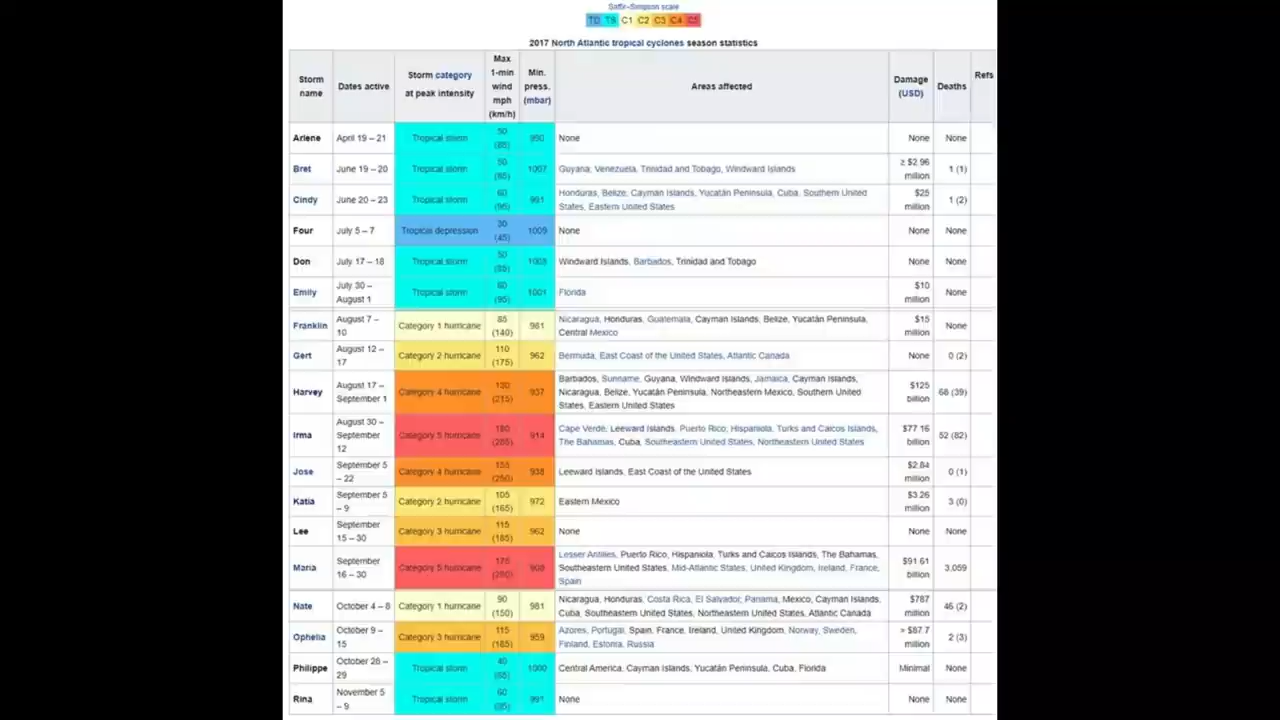 Saffir–Simpson scale
TD TS C1 C2 C3 C4 C5
2017 North Atlantic tropical cyclones season statistics
Storm name Dates active Storm category at peak intensity Max 1-min wind mph (km/h) Min. press. (mbar) Areas affected Damage (USD) Deaths Refs
Arlene April 19 – 21 Tropical storm 50 (85) 990 None None None
Bret June 19 – 20 Tropical storm 50 (85) 1007 Guyana, Venezuela, Trinidad and Tobago, Windward Islands ≥ $2.96 million 1 (1)
Cindy June 20 – 23 Tropical storm 60 (95) 991 Honduras, Belize, Cayman Islands, Yucatán Peninsula, Cuba, Southern United States, Eastern United States $25 million 1 (2)
Four July 5 – 7 Tropical depression 30 (45) 1009 None None None
Don July 17 – 18 Tropical storm 50 (85) Windward Islands, Barbados, Trinidad and Tobago None None
Emily July 30 – August 1 Tropical storm 60 (95) 1001 Florida $10 million None
Franklin August 7 – 10 Category 1 hurricane 85 (140) 981 Nicaragua, Honduras, Guatemala, Cayman Islands, Belize, Yucatán Peninsula, Central Mexico $15 million None
Gert August 12 – 17 Category 2 hurricane 110 (175) 962 Bermuda, East Coast of the United States, Atlantic Canada None 0 (2)
Harvey August 17 – September 1 Category 4 hurricane 130 (215) 937 Barbados, Suriname, Guyana, Windward Islands, Jamaica, Cayman Islands, Nicaragua, Belize, Yucatán Peninsula, Northeastern Mexico, Southern United States, Eastern United States $125 billion 68 (39)
Irma August 30 – September 12 Category 5 hurricane 180 (285) 914 Cape Verde, Leeward Islands, Puerto Rico, Hispaniola, Turks and Caicos Islands, The Bahamas, Cuba, Southeastern United States, Northeastern United States $77.16 billion 52 (82)
Jose September 5 – 22 Category 4 hurricane 155 (250) 938 Leeward Islands, East Coast of the United States $2.84 million 0 (1)
Katia September 5 – 9 Category 2 hurricane 105 (165) 972 Eastern Mexico $3.26 million 3 (0)
Lee September 15 – 30 Category 3 hurricane 115 (185) 962 None None None
Maria September 16 – 30 Category 5 hurricane 175 (280) 908 Lesser Antilles, Puerto Rico, Hispaniola, Turks and Caicos Islands, The Bahamas, Southeastern United States, Mid-Atlantic States, United Kingdom, Ireland, France, Spain $91.61 billion 3,059
Nate October 4 – 8 Category 1 hurricane 90 (150) 981 Nicaragua, Honduras, Costa Rica, El Salvador, Panama, Mexico, Cayman Islands, Cuba, Southeastern United States, Northeastern United States, Atlantic Canada $787 million 46 (2)
Ophelia October 9 – 15 Category 3 hurricane 115 (185) 959 Azores, Portugal, Spain, France, Ireland, United Kingdom, Norway, Sweden, Finland, Estonia, Russia > $87.7 million 2 (3)
Philippe October 28 – 29 Tropical storm 40 (65) 1000 Central America, Cayman Islands, Yucatán Peninsula, Cuba, Florida Minimal None
Rina November 5 – 9 Tropical storm 60 (95) 991 None None None